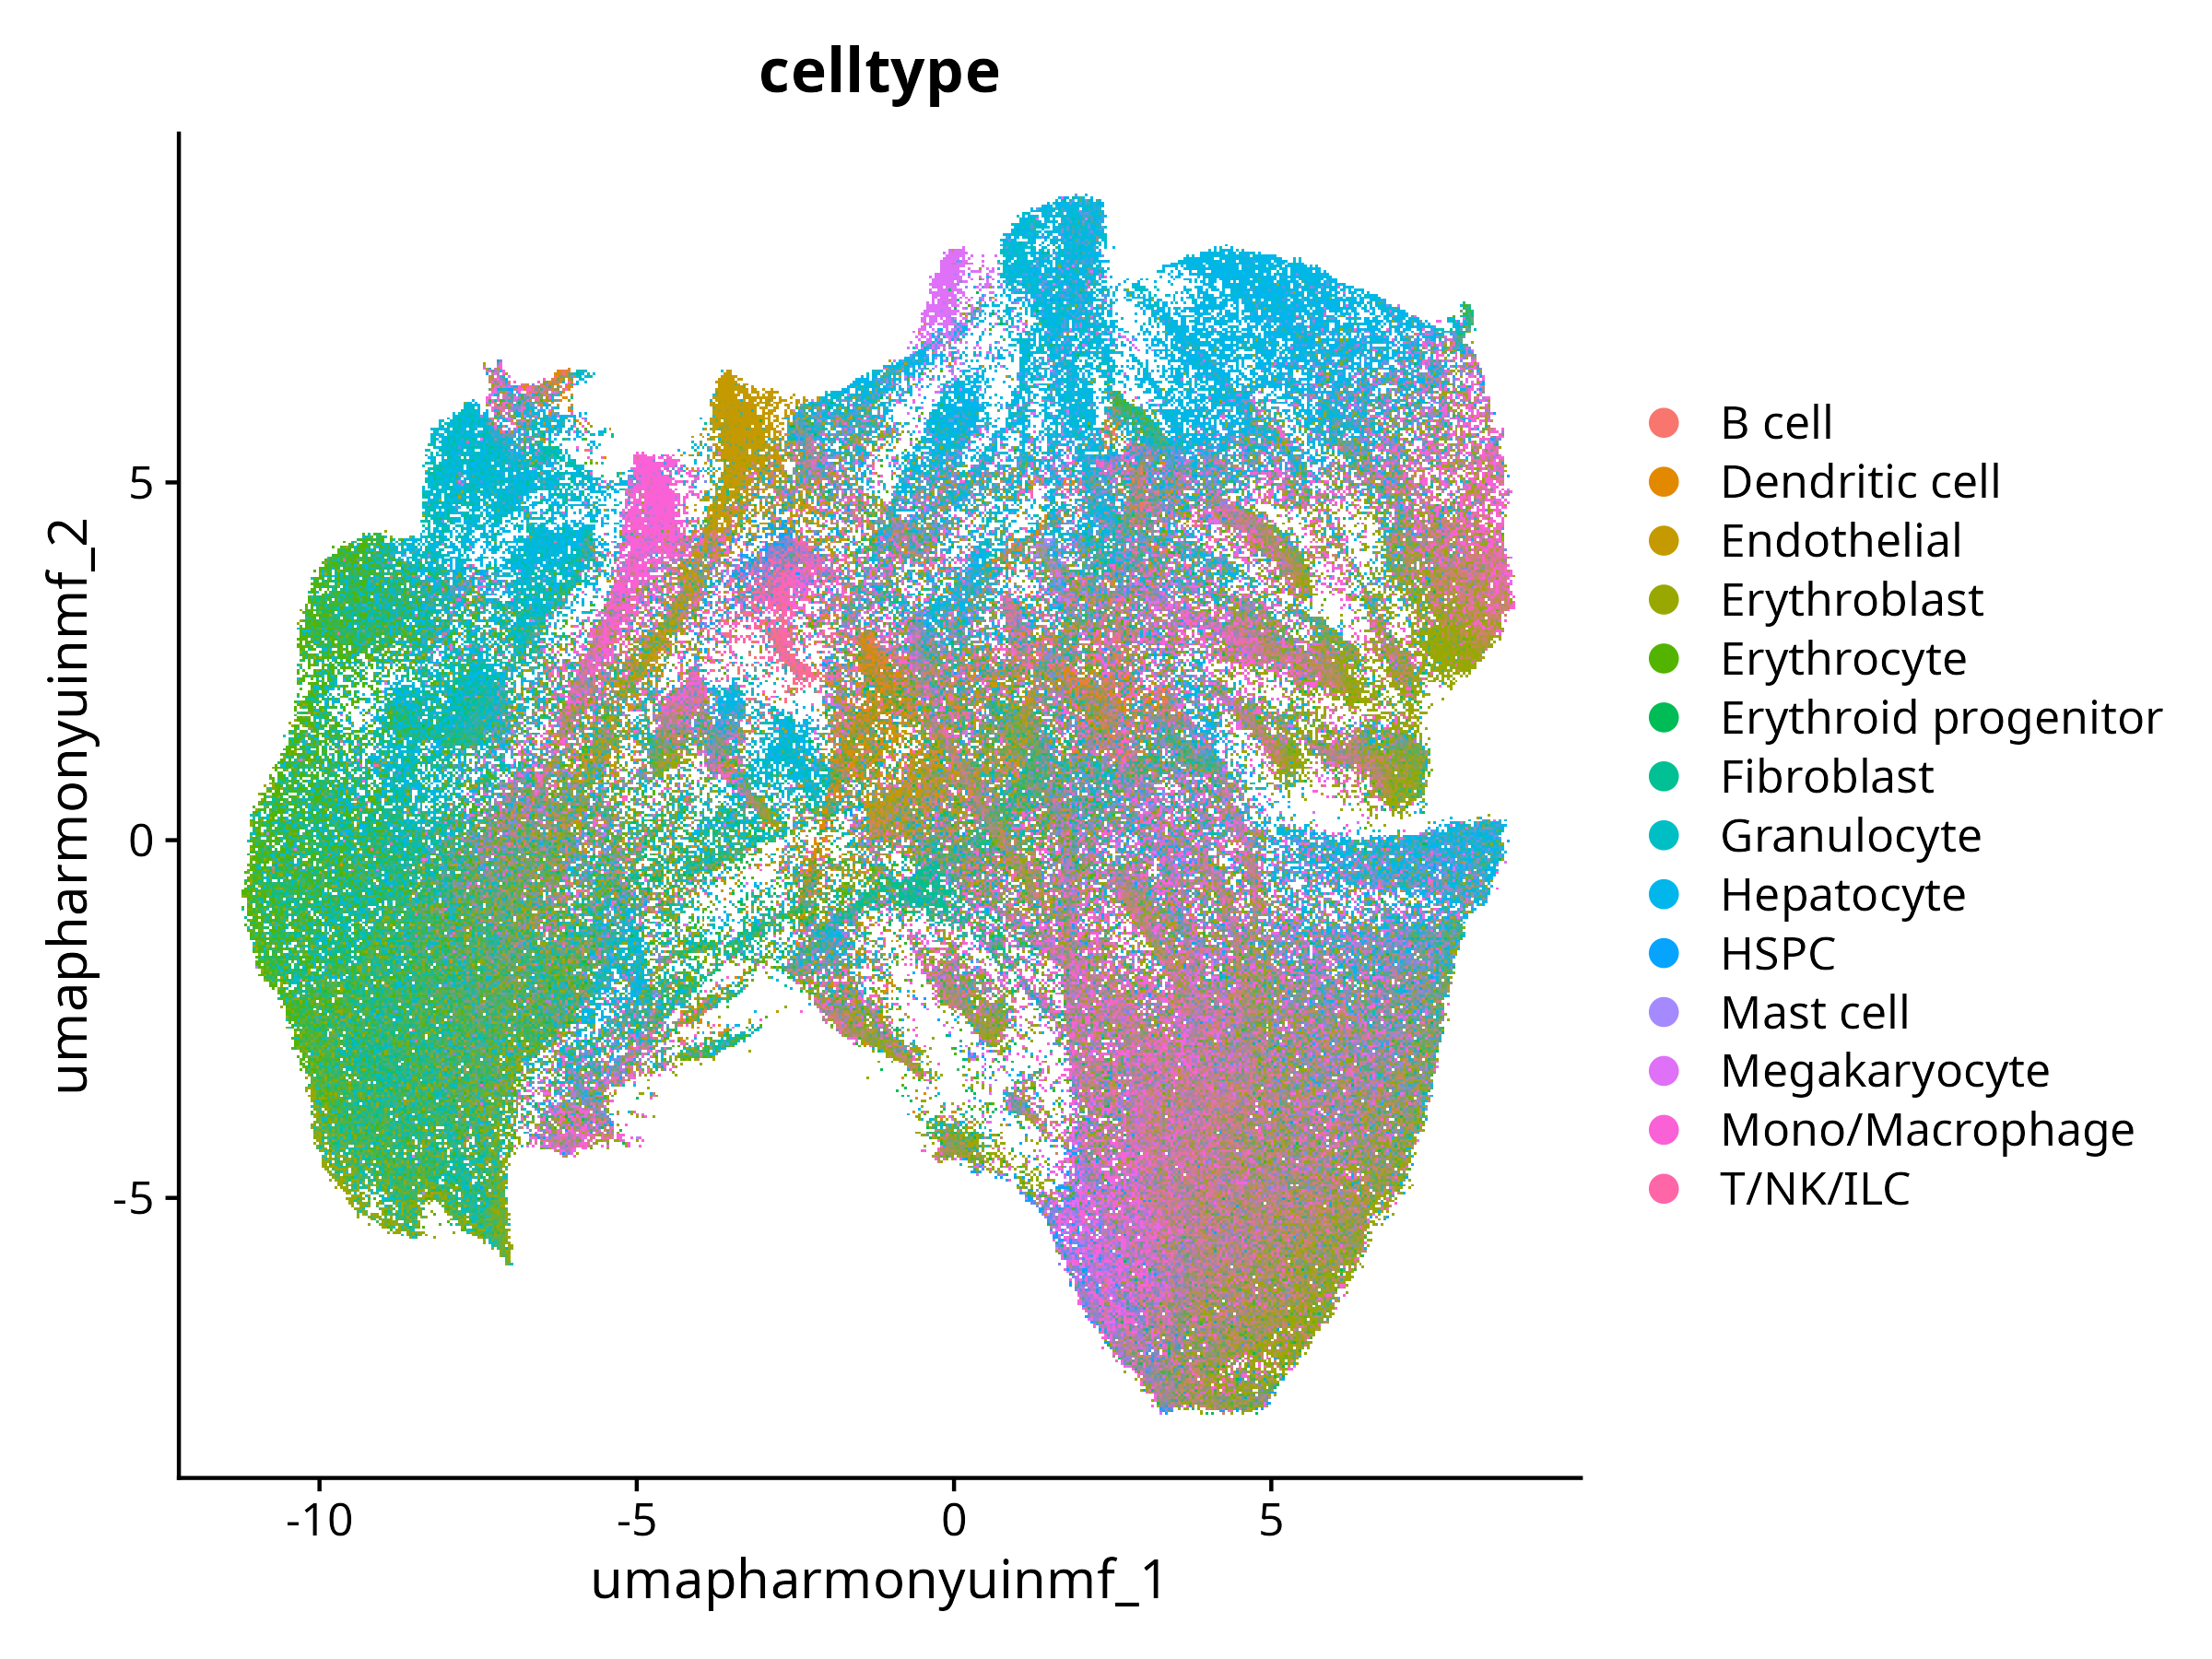 celltype
umapharmonyuinmf_2
5
0
-5
-10
-5
0
5
umapharmonyuinmf_1
B cell
Dendritic cell
Endothelial
Erythroblast
Erythrocyte
Erythroid progenitor
Fibroblast
Granulocyte
Hepatocyte
HSPC
Mast cell
Megakaryocyte
Mono/Macrophage
T/NK/ILC